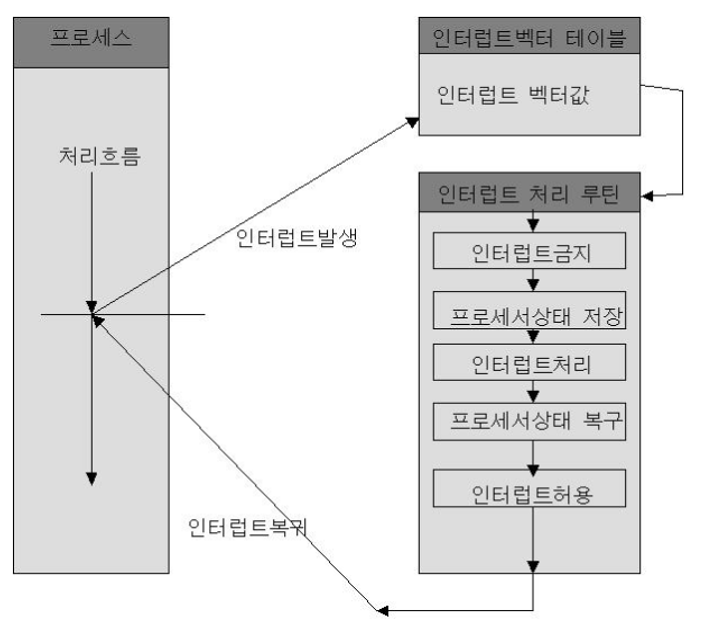 프로세스
처리흐름
인터럽트발생
인터럽트복귀
인터럽트벡터 테이블
인터럽트 벡터값
인터럽트 처리 루틴
인터럽트금지
프로세서상태 저장
인터럽트처리
프로세서상태 복구
인터럽트허용